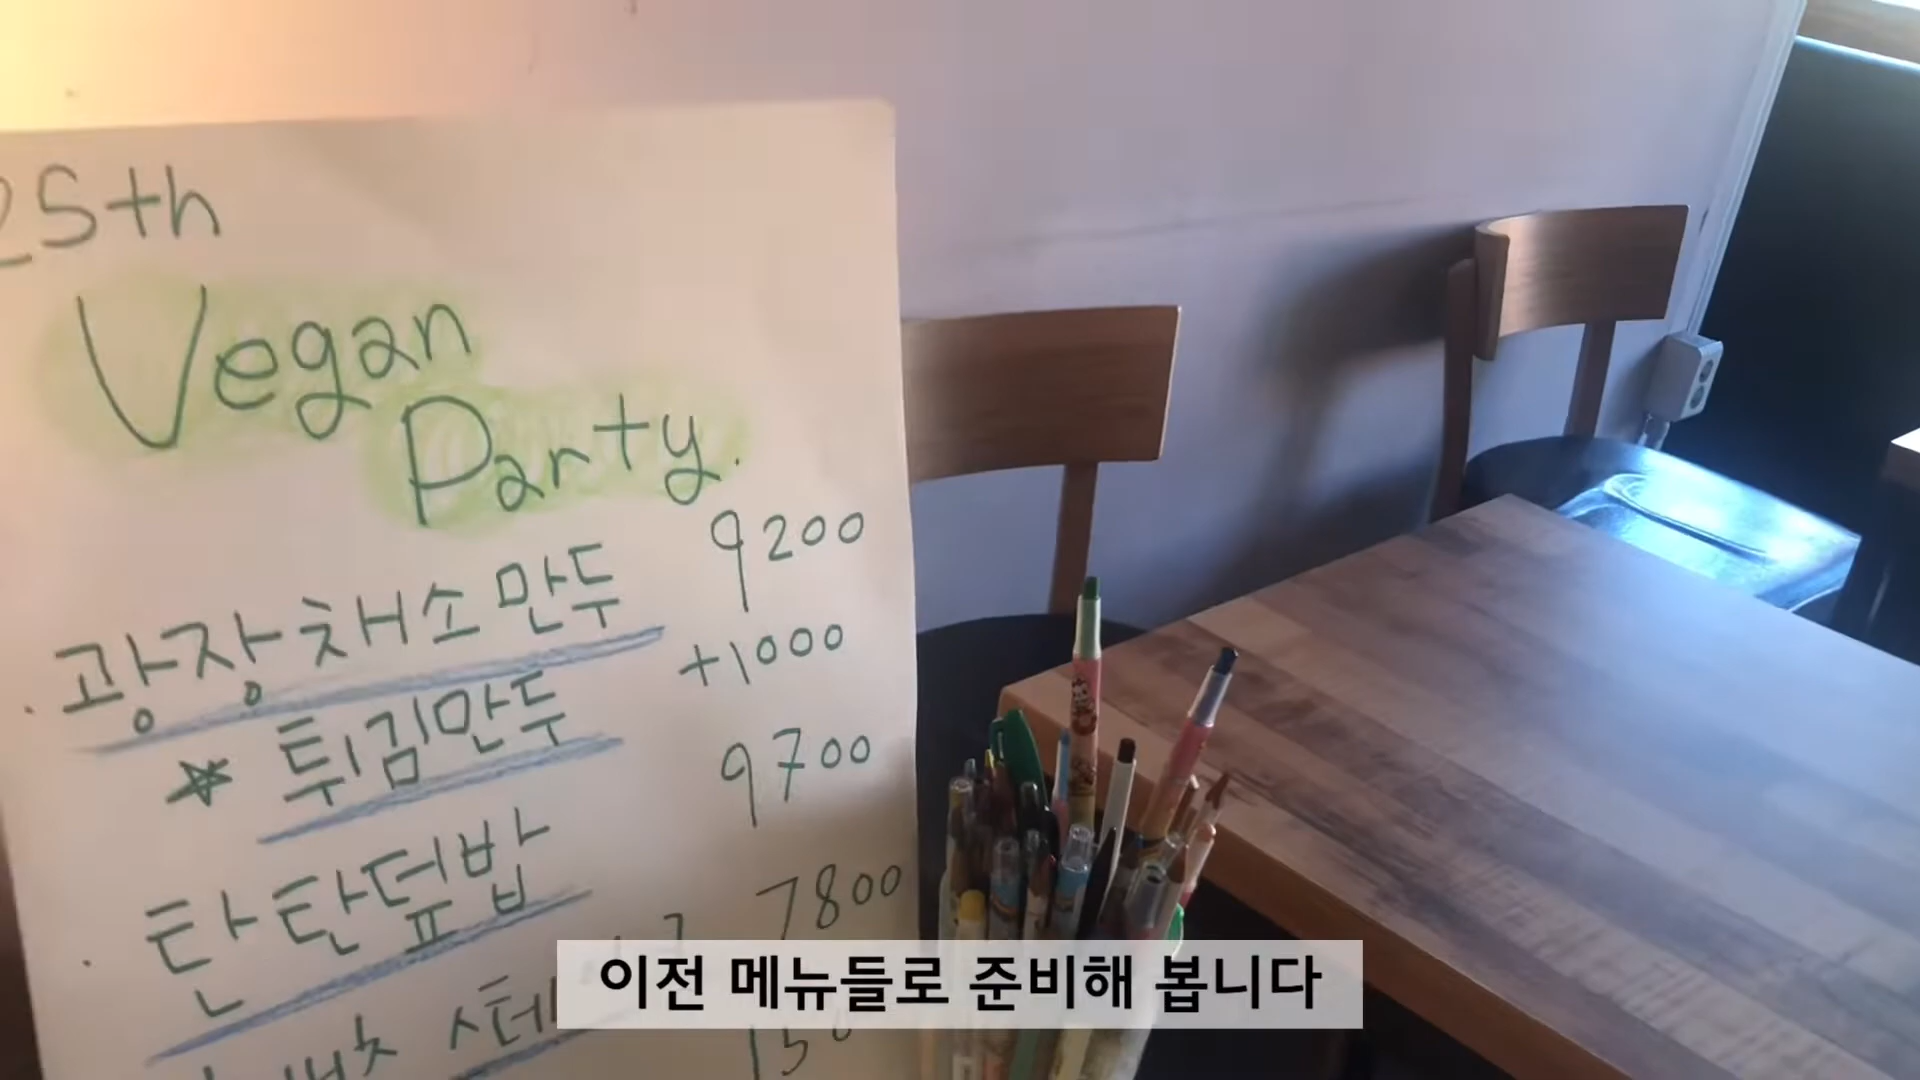 25th
Vegan
Party.
· 광장채소만두 9200
★ 튀김만두 +1000
· 탄탄덮밥 9700
7800
이전 메뉴들로 준비해 봅니다